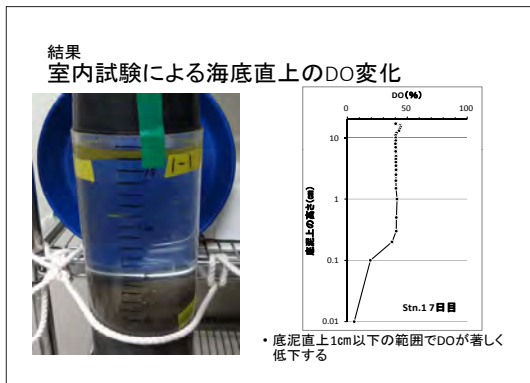 結果
室内試験による海底直上のDO変化
DO(%)
0 50 100
10
1
0.1
0.01
底泥上の高さ(cm)
Stn.1 7日目
1-1
・底泥直上1cm以下の範囲でDOが著しく
低下する